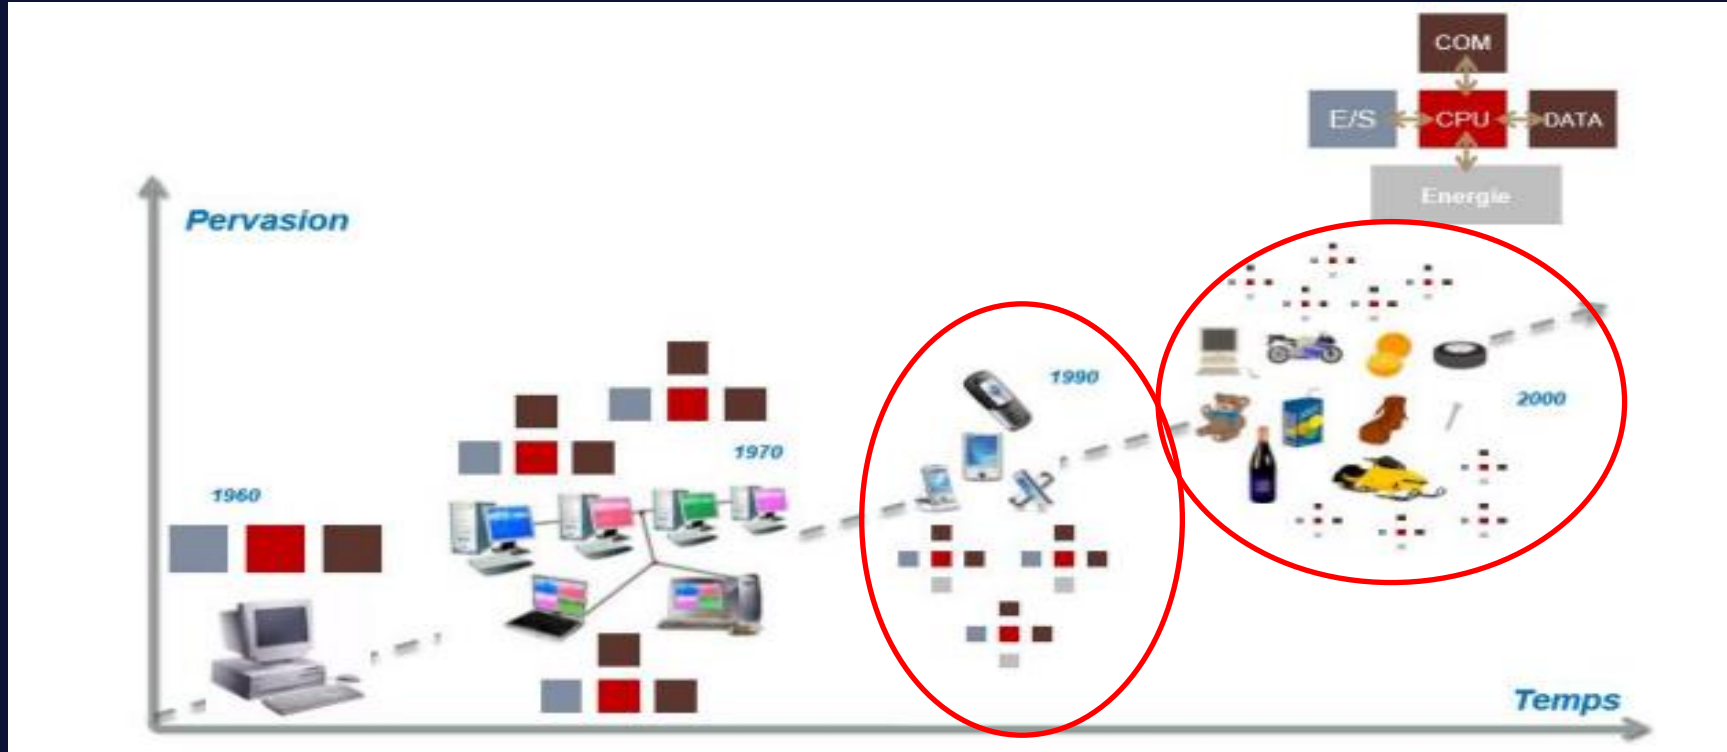 COM
E/S CPU DATA
Energie
Pervasion
1990
2000
1970
1960
Temps